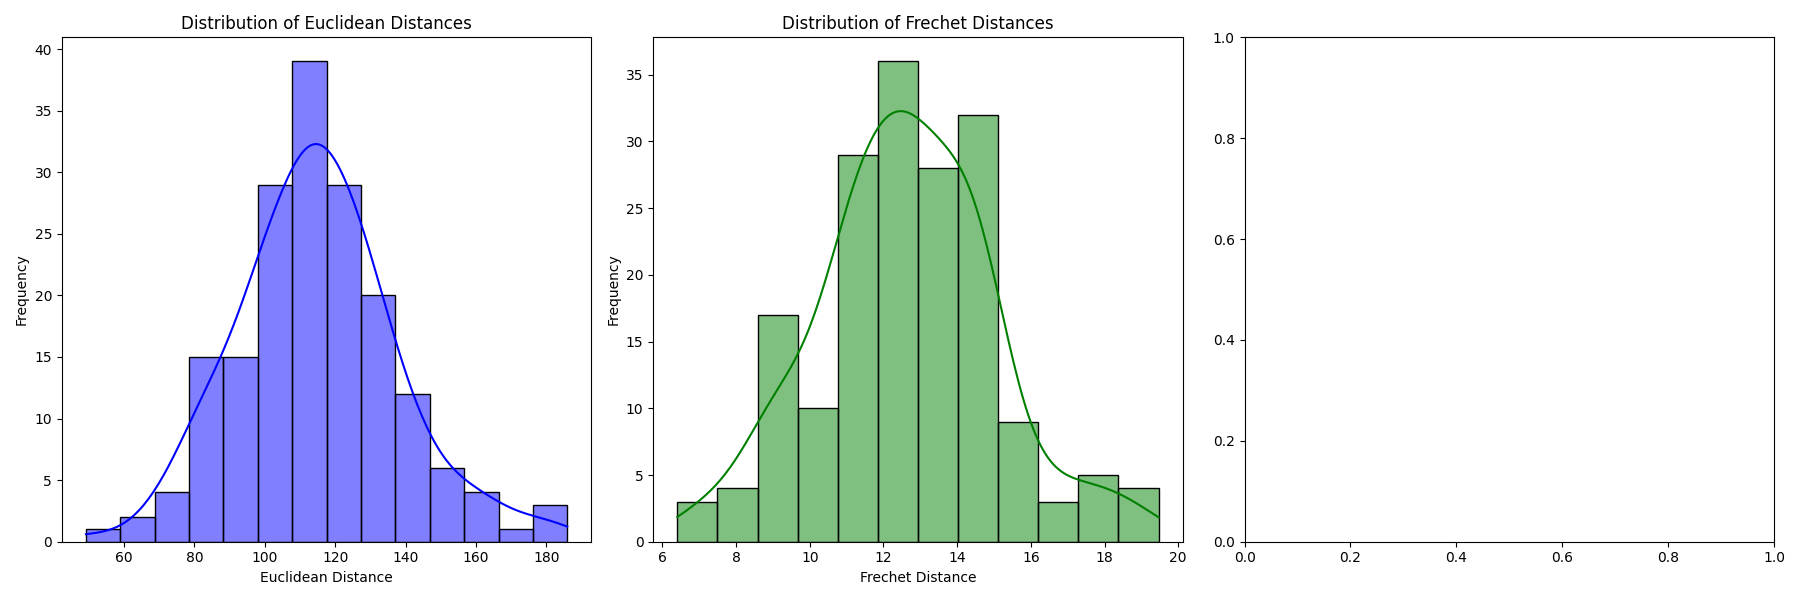 Distribution of Euclidean Distances
40
35
30
25
20
15
10
5
0
Frequency
60 80 100 120 140 160 180
Euclidean Distance
Distribution of Frechet Distances
35
30
25
20
15
10
5
0
Frequency
6 8 10 12 14 16 18 20
Frechet Distance
1.0
0.8
0.6
0.4
0.2
0.0
0.0 0.2 0.4 0.6 0.8 1.0